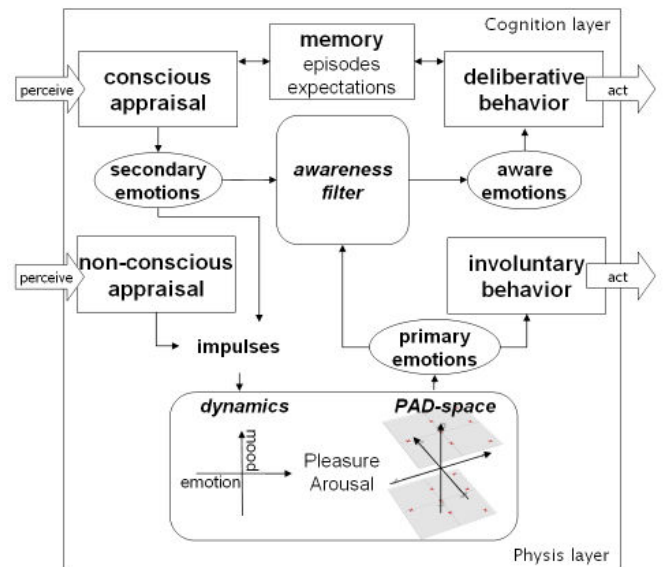 Cognition layer
perceive
conscious
appraisal
memory
episodes
expectations
deliberative
behavior
act
secondary
emotions
awareness
filter
aware
emotions
perceive
non-conscious
appraisal
involuntary
behavior
act
impulses
primary
emotions
dynamics
PAD-space
mood
emotion
Pleasure
Arousal
Physis layer